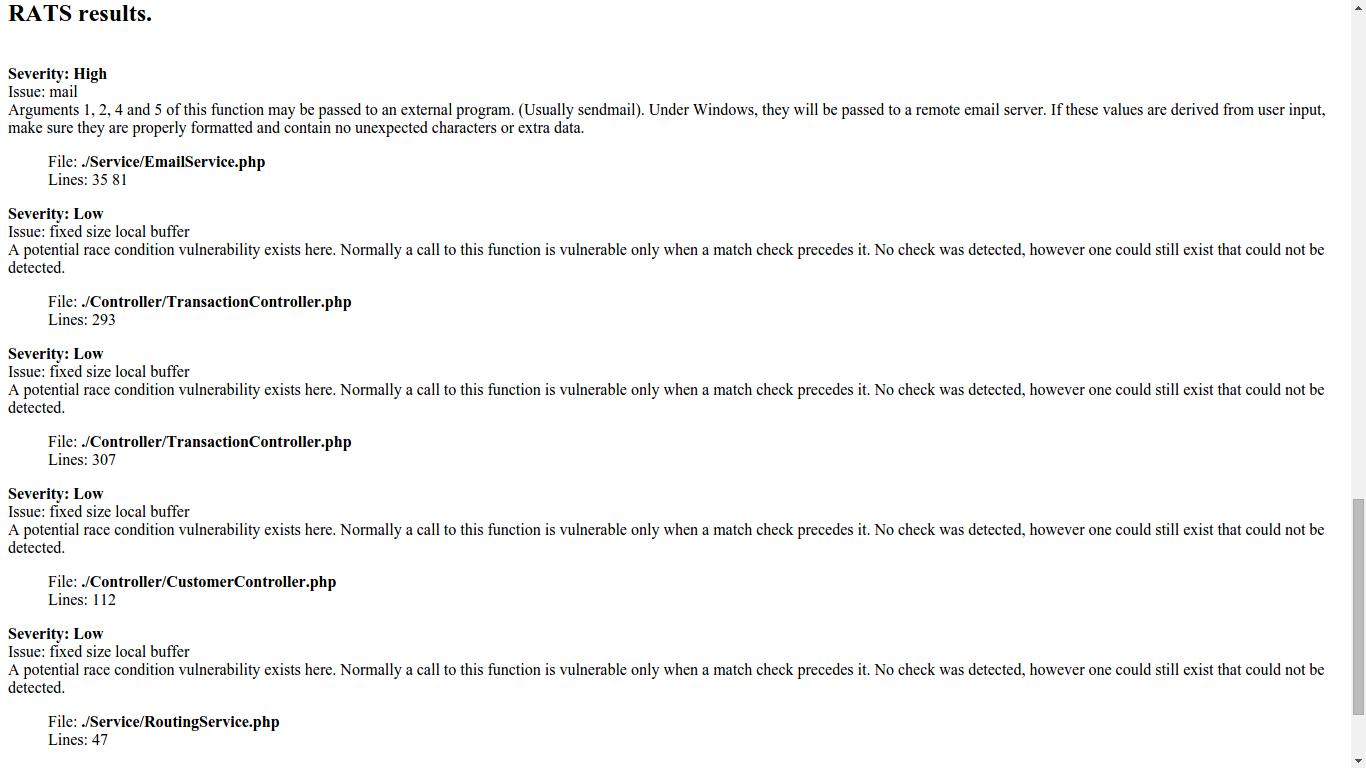 RATS results.
Severity: High
Issue: mail
Arguments 1, 2, 4 and 5 of this function may be passed to an external program. (Usually sendmail). Under Windows, they will be passed to a remote email server. If these values are derived from user input,
make sure they are properly formatted and contain no unexpected characters or extra data.
File: ./Service/EmailService.php
Lines: 35 81
Severity: Low
Issue: fixed size local buffer
A potential race condition vulnerability exists here. Normally a call to this function is vulnerable only when a match check precedes it. No check was detected, however one could still exist that could not be
detected.
File: ./Controller/TransactionController.php
Lines: 293
Severity: Low
Issue: fixed size local buffer
A potential race condition vulnerability exists here. Normally a call to this function is vulnerable only when a match check precedes it. No check was detected, however one could still exist that could not be
detected.
File: ./Controller/TransactionController.php
Lines: 307
Severity: Low
Issue: fixed size local buffer
A potential race condition vulnerability exists here. Normally a call to this function is vulnerable only when a match check precedes it. No check was detected, however one could still exist that could not be
detected.
File: ./Controller/CustomerController.php
Lines: 112
Severity: Low
Issue: fixed size local buffer
A potential race condition vulnerability exists here. Normally a call to this function is vulnerable only when a match check precedes it. No check was detected, however one could still exist that could not be
detected.
File: ./Service/RoutingService.php
Lines: 47